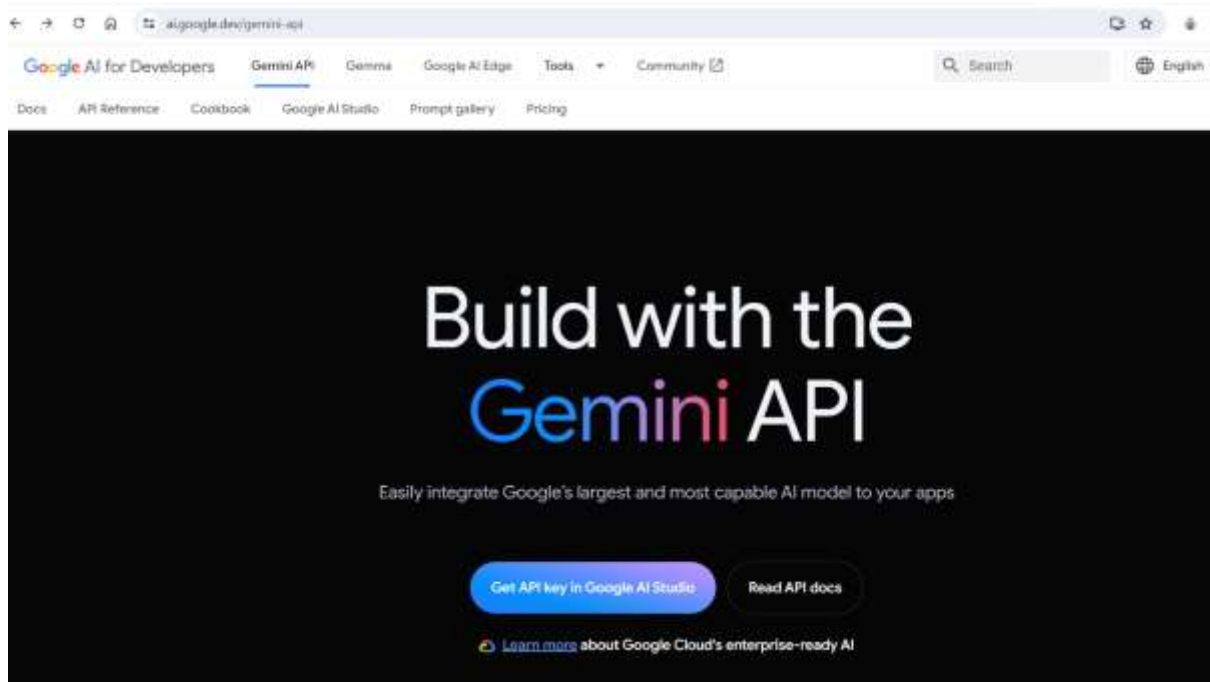 ai.google.dev/gemini-api
Google AI for Developers Gemini API Gemma Google AI Edge Tools Community Search English
Docs API Reference Cookbook Google AI Studio Prompt gallery Pricing
Build with the
Gemini API
Easily integrate Google's largest and most capable AI model to your apps
Get API key in Google AI Studio Read API docs
Learn more about Google Cloud's enterprise-ready AI